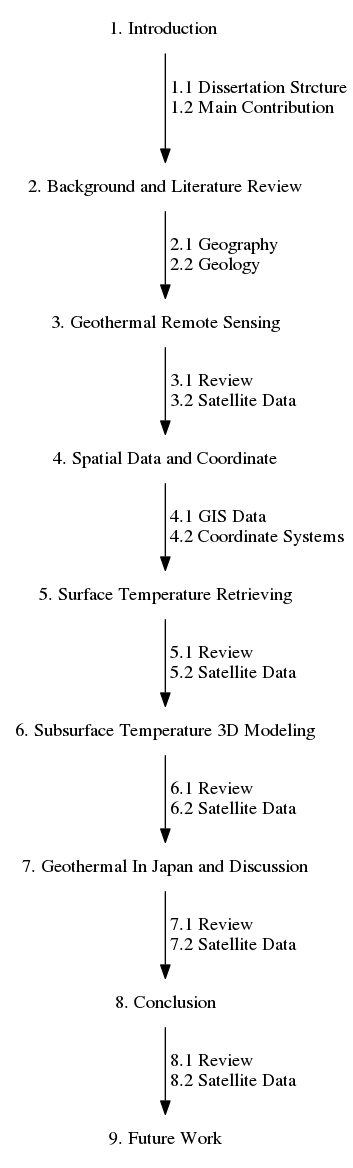 1. Introduction
1.1 Dissertation Strcture
1.2 Main Contribution
2. Background and Literature Review
2.1 Geography
2.2 Geology
3. Geothermal Remote Sensing
3.1 Review
3.2 Satellite Data
4. Spatial Data and Coordinate
4.1 GIS Data
4.2 Coordinate Systems
5. Surface Temperature Retrieving
5.1 Review
5.2 Satellite Data
6. Subsurface Temperature 3D Modeling
6.1 Review
6.2 Satellite Data
7. Geothermal In Japan and Discussion
7.1 Review
7.2 Satellite Data
8. Conclusion
8.1 Review
8.2 Satellite Data
9. Future Work